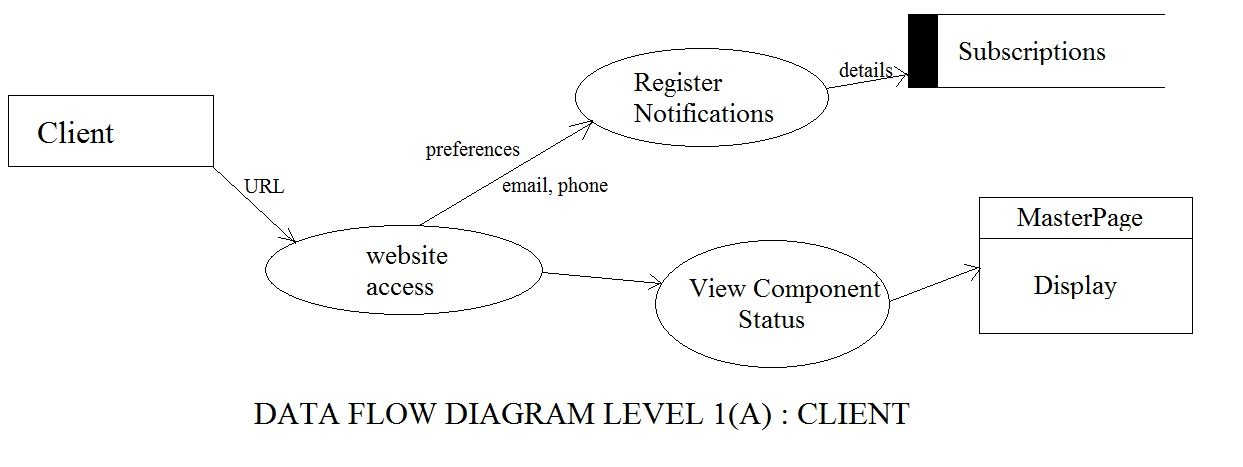 Client
URL
website
access
preferences
email, phone
Register
Notifications
details
Subscriptions
View Component
Status
MasterPage
Display
DATA FLOW DIAGRAM LEVEL 1(A) : CLIENT